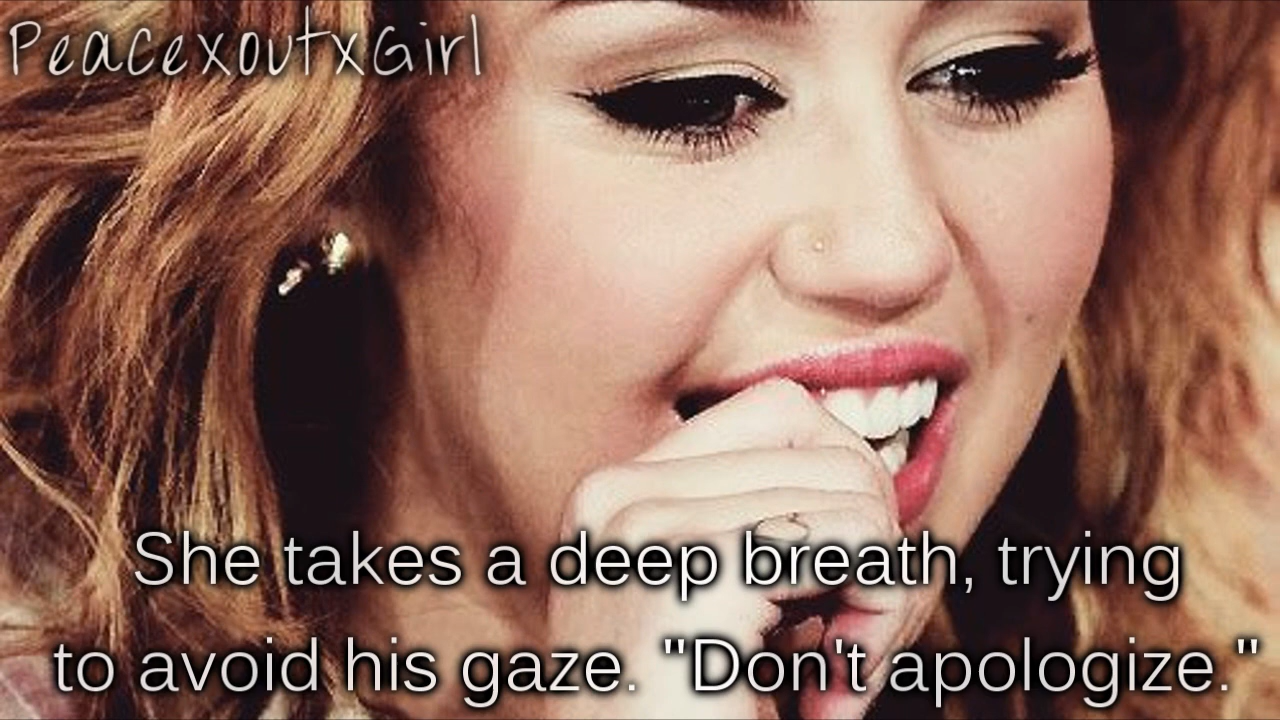 PeacexoutxGirl
She takes a deep breath, trying
to avoid his gaze. "Don't apologize."